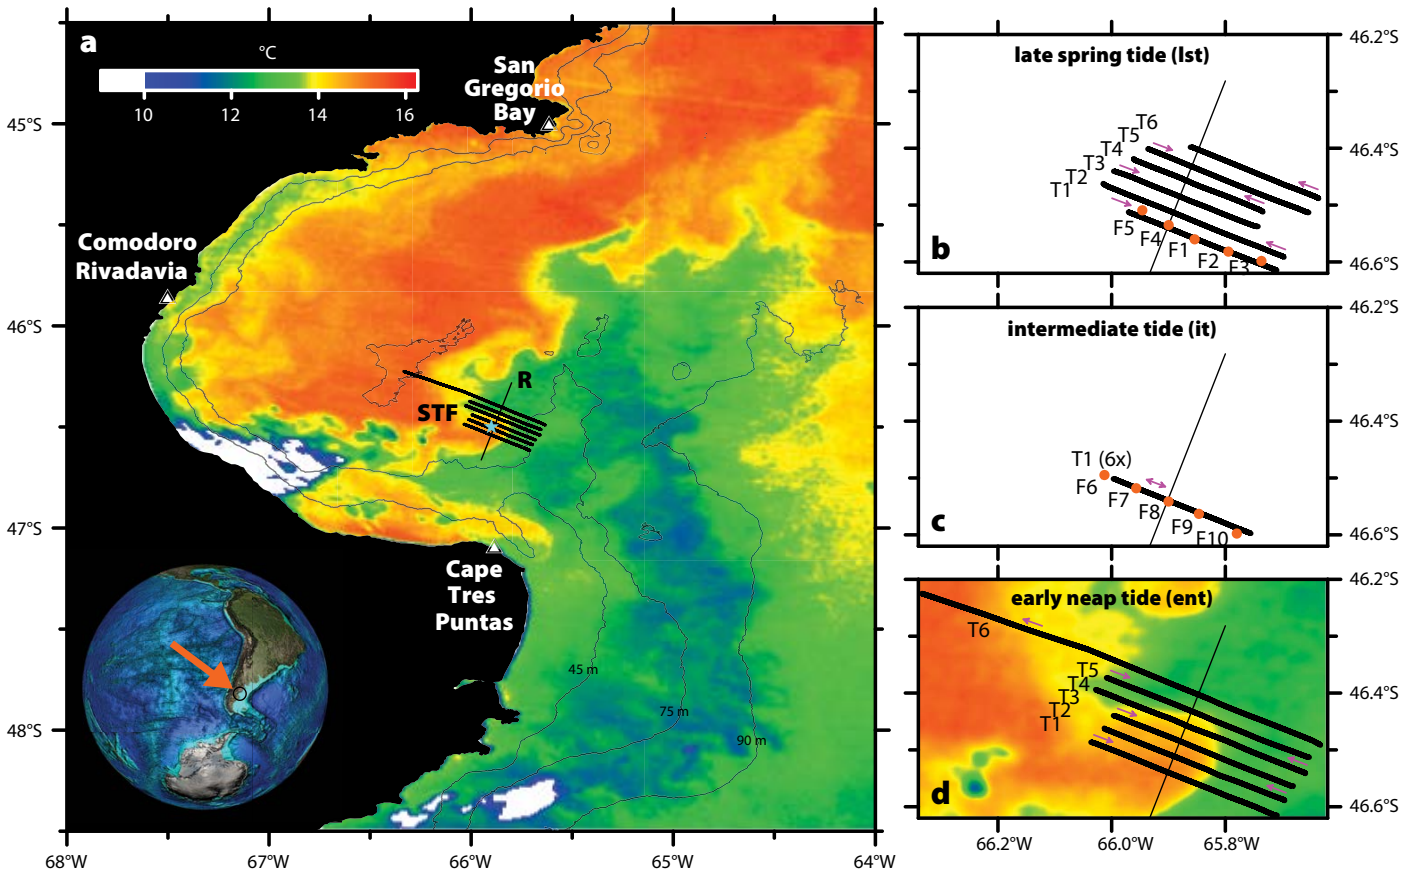 a
°C
10 12 14 16
San
Gregorio
Bay
Comodoro
Rivadavia
R
STF
Cape
Tres
Puntas
45 m
75 m
90 m
45°S
46°S
47°S
48°S
68°W 67°W 66°W 65°W 64°W
late spring tide (lst)
T6
T5
T4
T3
T2
T1
F5
F4
F1
F2
F3
b
46.2°S
46.4°S
46.6°S
intermediate tide (it)
T1 (6x)
F6
F7
F8
F9
F10
c
46.2°S
46.4°S
46.6°S
early neap tide (ent)
T6
T5
T4
T3
T2
T1
d
46.2°S
46.4°S
46.6°S
66.2°W 66.0°W 65.8°W